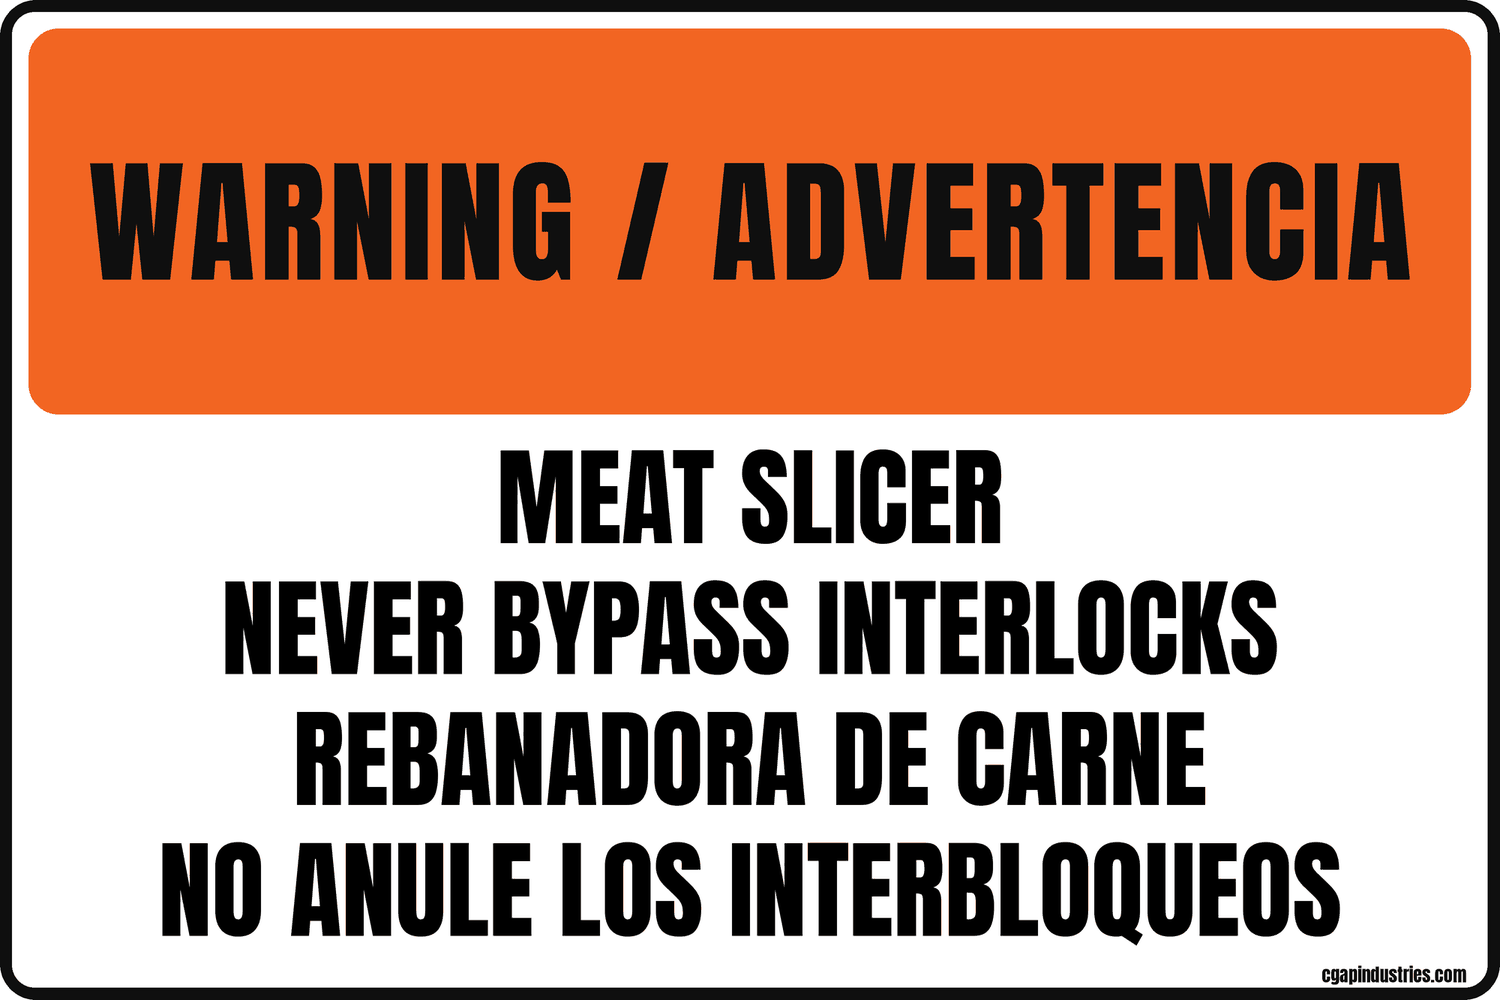 WARNING / ADVERTENCIA
MEAT SLICER
NEVER BYPASS INTERLOCKS
REBANADORA DE CARNE
NO ANULE LOS INTERBLOQUEOS
cgapindustries.com